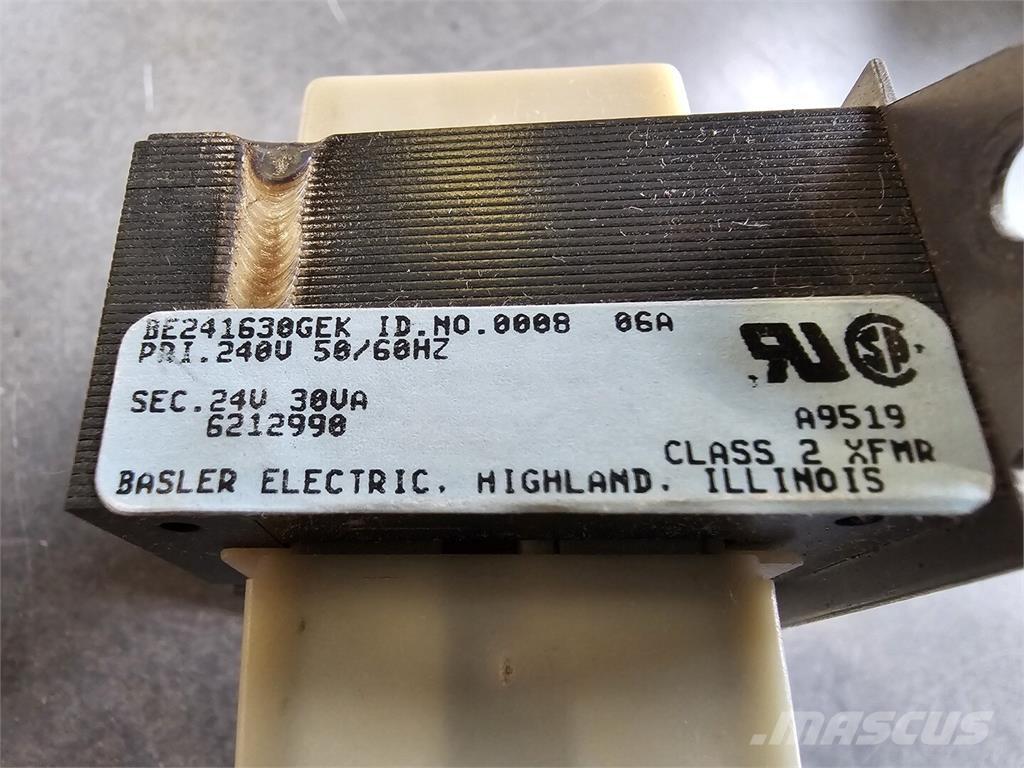 BE241630GEK ID.NO.0008 06A
PRI.240V 50/60HZ
SEC.24V 30VA
6212990
A9519
CLASS 2 XFMR
BASLER ELECTRIC, HIGHLAND, ILLINOIS
MASCUS